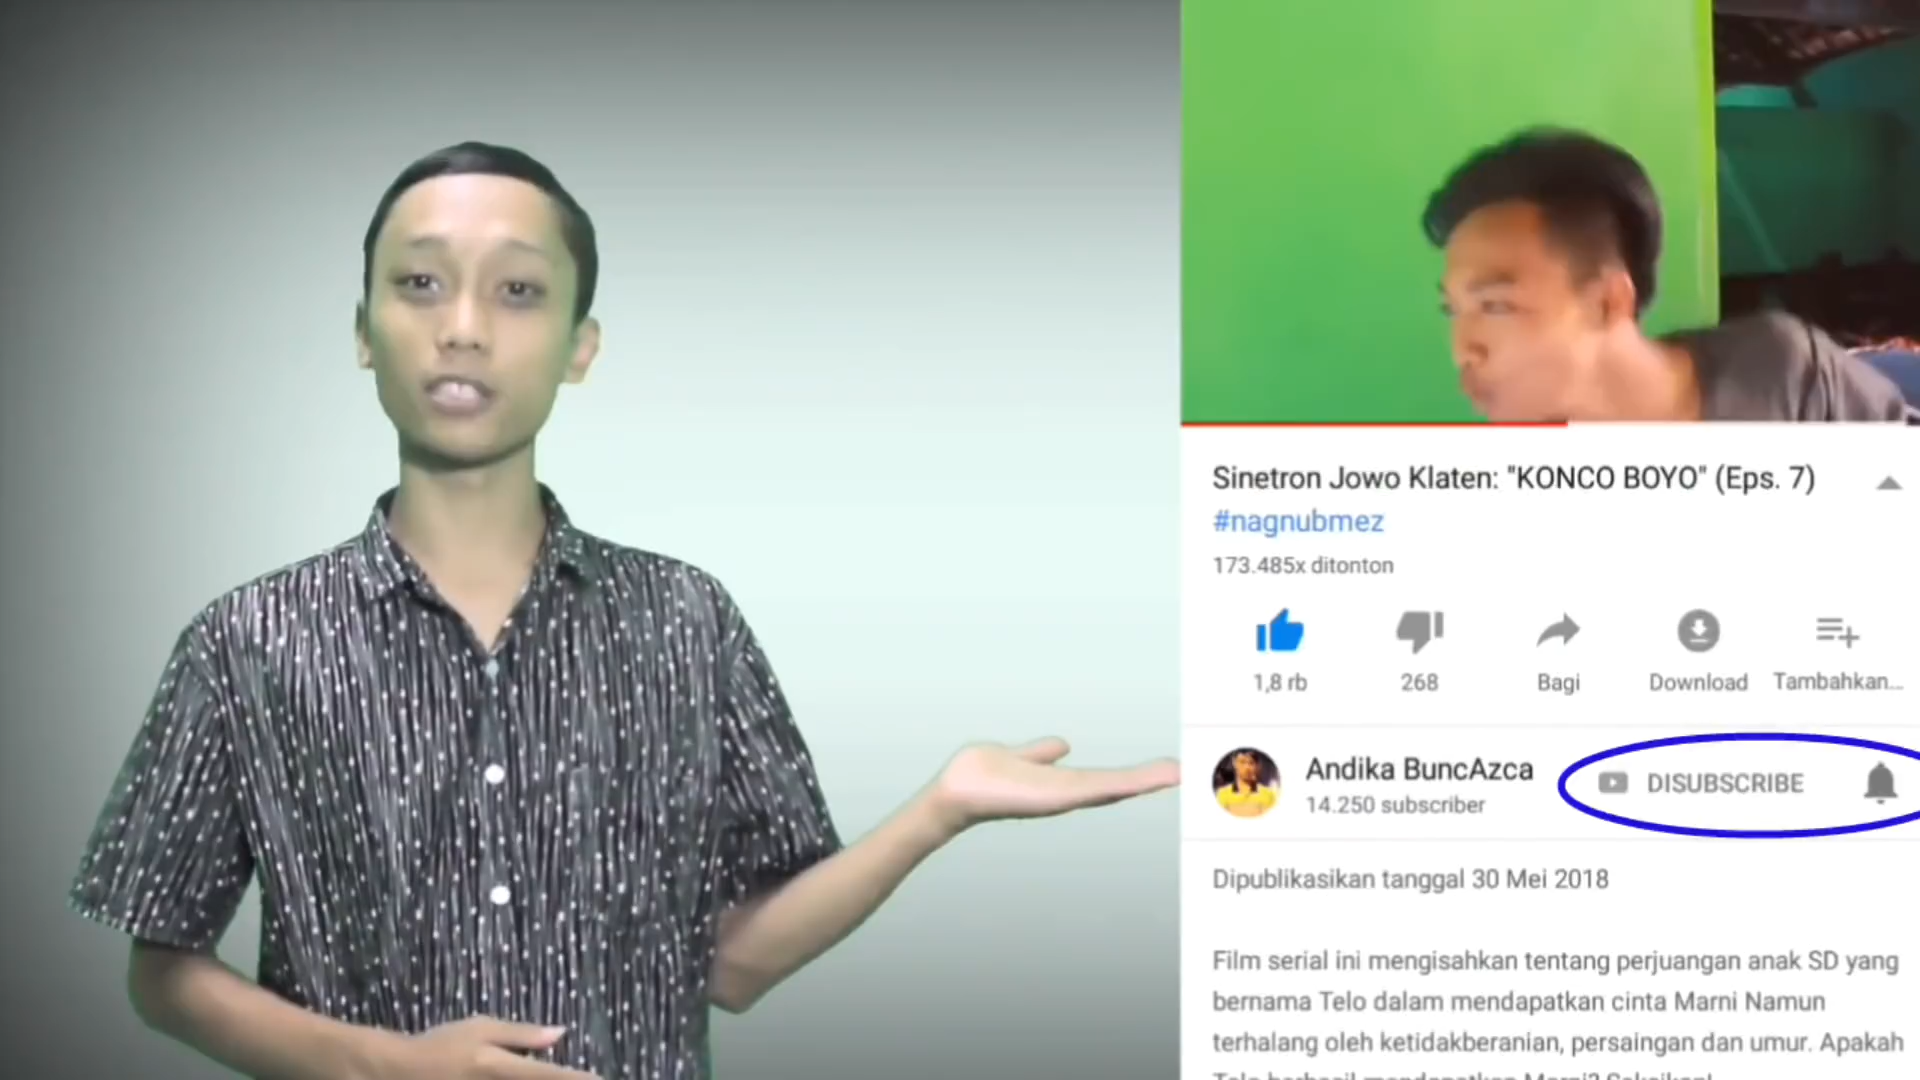 Sinetron Jowo Klaten: "KONCO BOYO" (Eps. 7)
#nagnubmez
173.485x ditonton
1,8 rb
268
Bagi
Download
Tambahkan...
Andika BuncAzca
14.250 subscriber
DISUBSCRIBE
Dipublikasikan tanggal 30 Mei 2018
Film serial ini mengisahkan tentang perjuangan anak SD yang
bernama Telo dalam mendapatkan cinta Marni Namun
terhalang oleh ketidakberanian, persaingan dan umur. Apakah